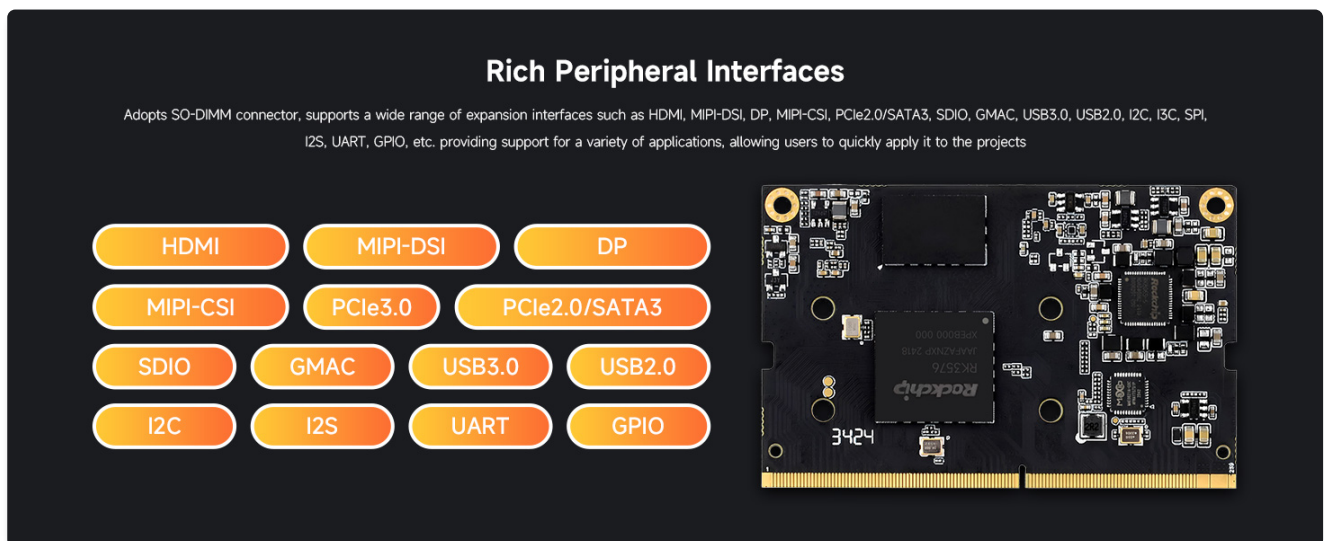 Rich Peripheral Interfaces
Adopts SO-DIMM connector, supports a wide range of expansion interfaces such as HDMI, MIPI-DSI, DP, MIPI-CSI, PCIe2.0/SATA3, SDIO, GMAC, USB3.0, USB2.0, I2C, I3C, SPI,
I2S, UART, GPIO, etc. providing support for a variety of applications, allowing users to quickly apply it to the projects
HDMI
MIPI-DSI
DP
MIPI-CSI
PCIe3.0
PCIe2.0/SATA3
SDIO
GMAC
USB3.0
USB2.0
I2C
I2S
UART
GPIO
Rockchip
Rockchip
RK3576
3424